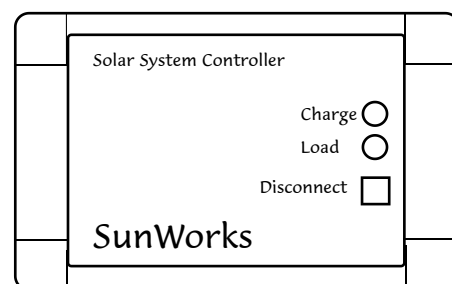 Solar System Controller
Charge
Load
Disconnect
SunWorks